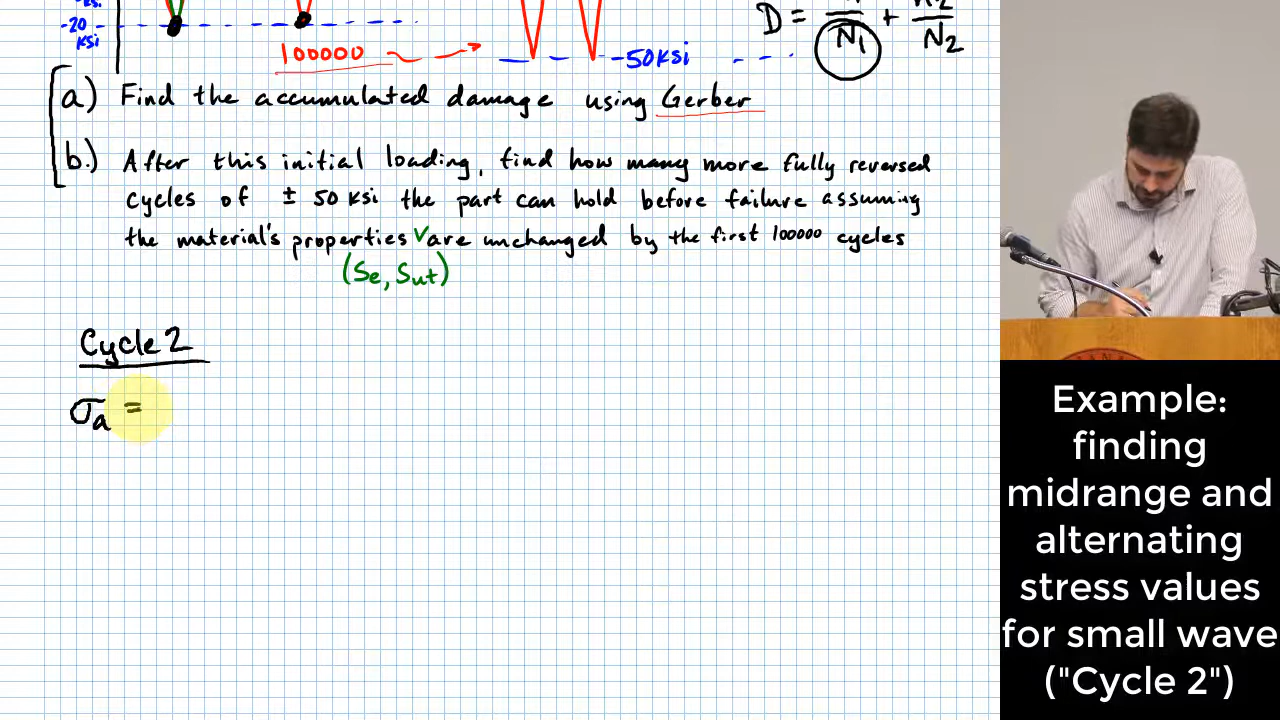 ksi
-20
ksi
100000
-50ksi
D = / N₁ + n₂ / N₂
a.) Find the accumulated damage using Gerber
b.) After this initial loading, find how many more fully reversed
cycles of ± 50 ksi the part can hold before failure assuming
the material's properties are unchanged by the first 100000 cycles
(Se, Sut)
Cycle 2
σa =
Example:
finding
midrange and
alternating
stress values
for small wave
("Cycle 2")